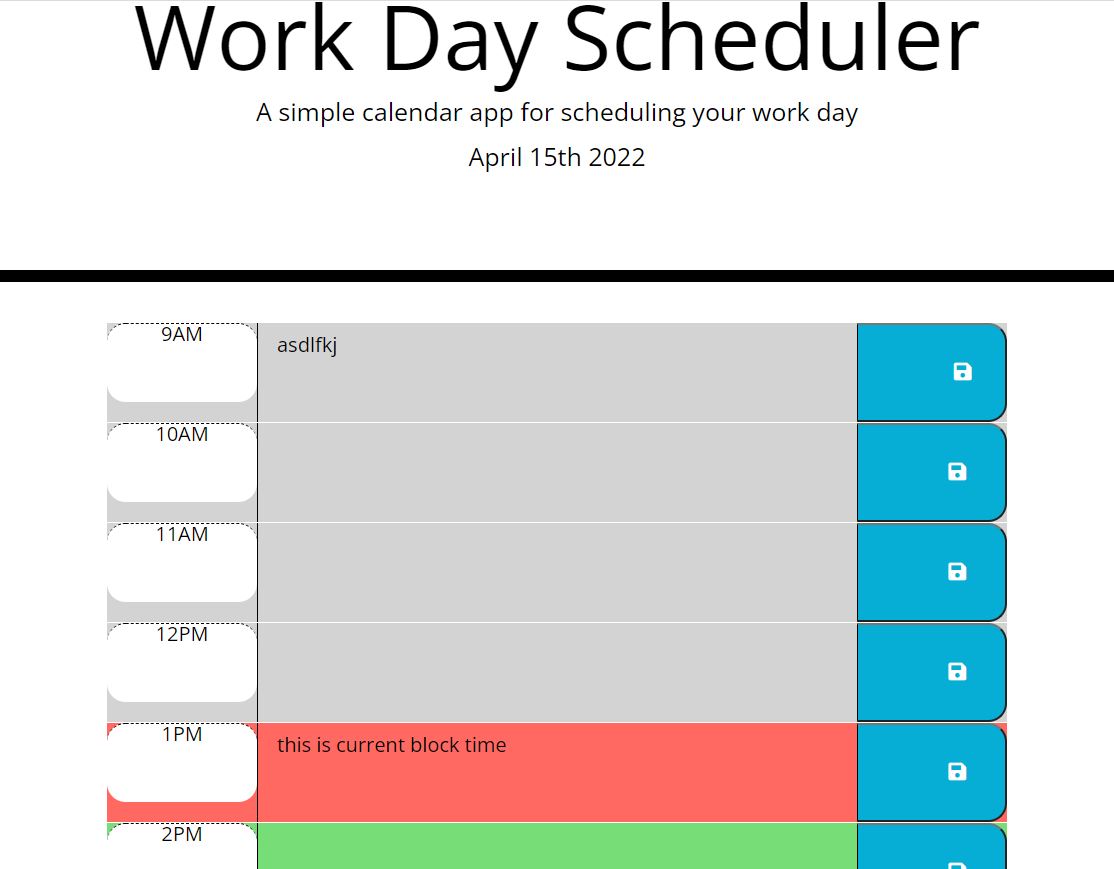 Work Day Scheduler
A simple calendar app for scheduling your work day
April 15th 2022
9AM
asdlfkj
10AM
11AM
12PM
1PM
this is current block time
2PM